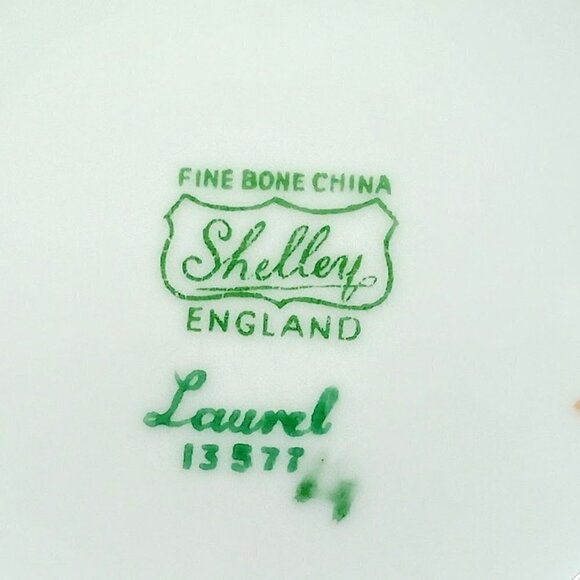 FINE BONE CHINA
Shelley
ENGLAND
Laurel
13577